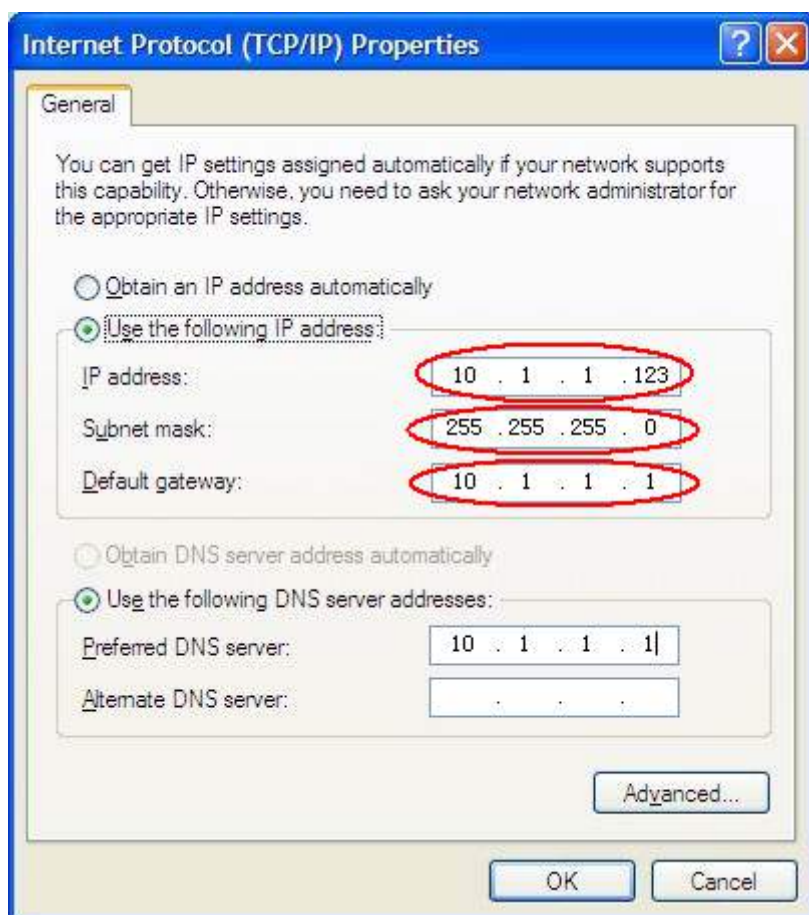 Internet Protocol (TCP/IP) Properties
General
You can get IP settings assigned automatically if your network supports
this capability. Otherwise, you need to ask your network administrator for
the appropriate IP settings.
Obtain an IP address automatically
Use the following IP address:
IP address: 10 . 1 . 1 . 123
Subnet mask: 255 . 255 . 255 . 0
Default gateway: 10 . 1 . 1 . 1
Obtain DNS server address automatically
Use the following DNS server addresses:
Preferred DNS server: 10 . 1 . 1 . 1
Alternate DNS server: . . .
Advanced...
OK Cancel